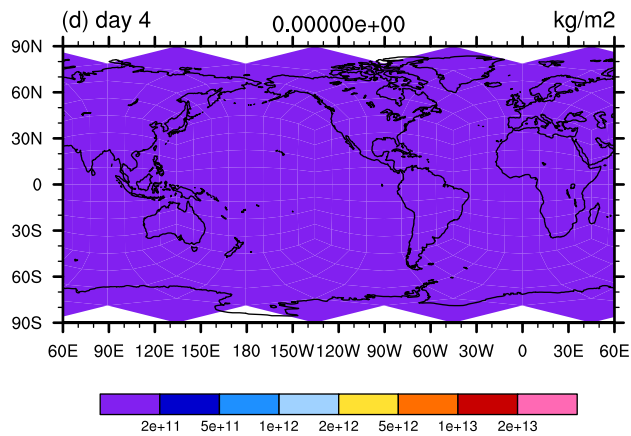 (d) day 4 0.00000e+00 kg/m2
90N
60N
30N
0
30S
60S
90S
60E 90E 120E 150E 180 150W 120W 90W 60W 30W 0 30E 60E
2e+11 5e+11 1e+12 2e+12 5e+12 1e+13 2e+13